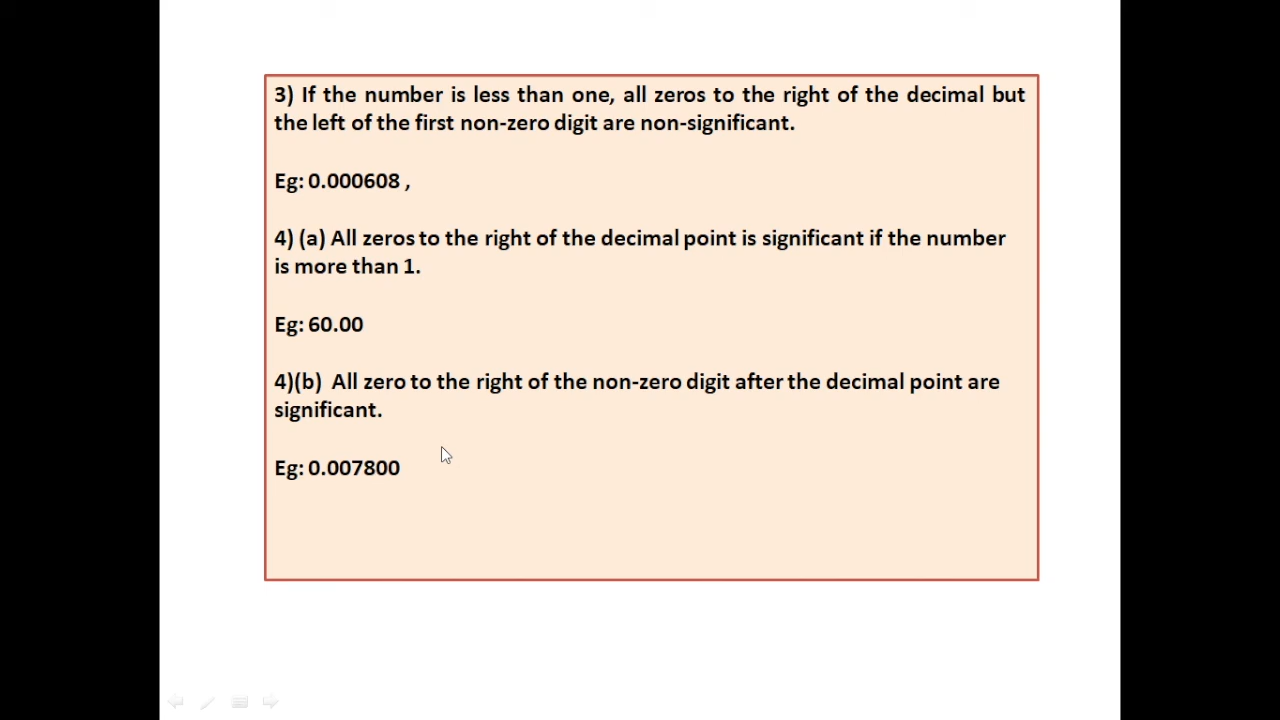 3) If the number is less than one, all zeros to the right of the decimal but
the left of the first non-zero digit are non-significant.
Eg: 0.000608 ,
4) (a) All zeros to the right of the decimal point is significant if the number
is more than 1.
Eg: 60.00
4)(b) All zero to the right of the non-zero digit after the decimal point are
significant.
Eg: 0.007800